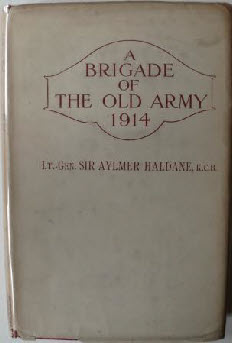 A
BRIGADE
OF
THE OLD ARMY
1914
LT.-GEN. SIR AYLMER HALDANE, K.C.B.